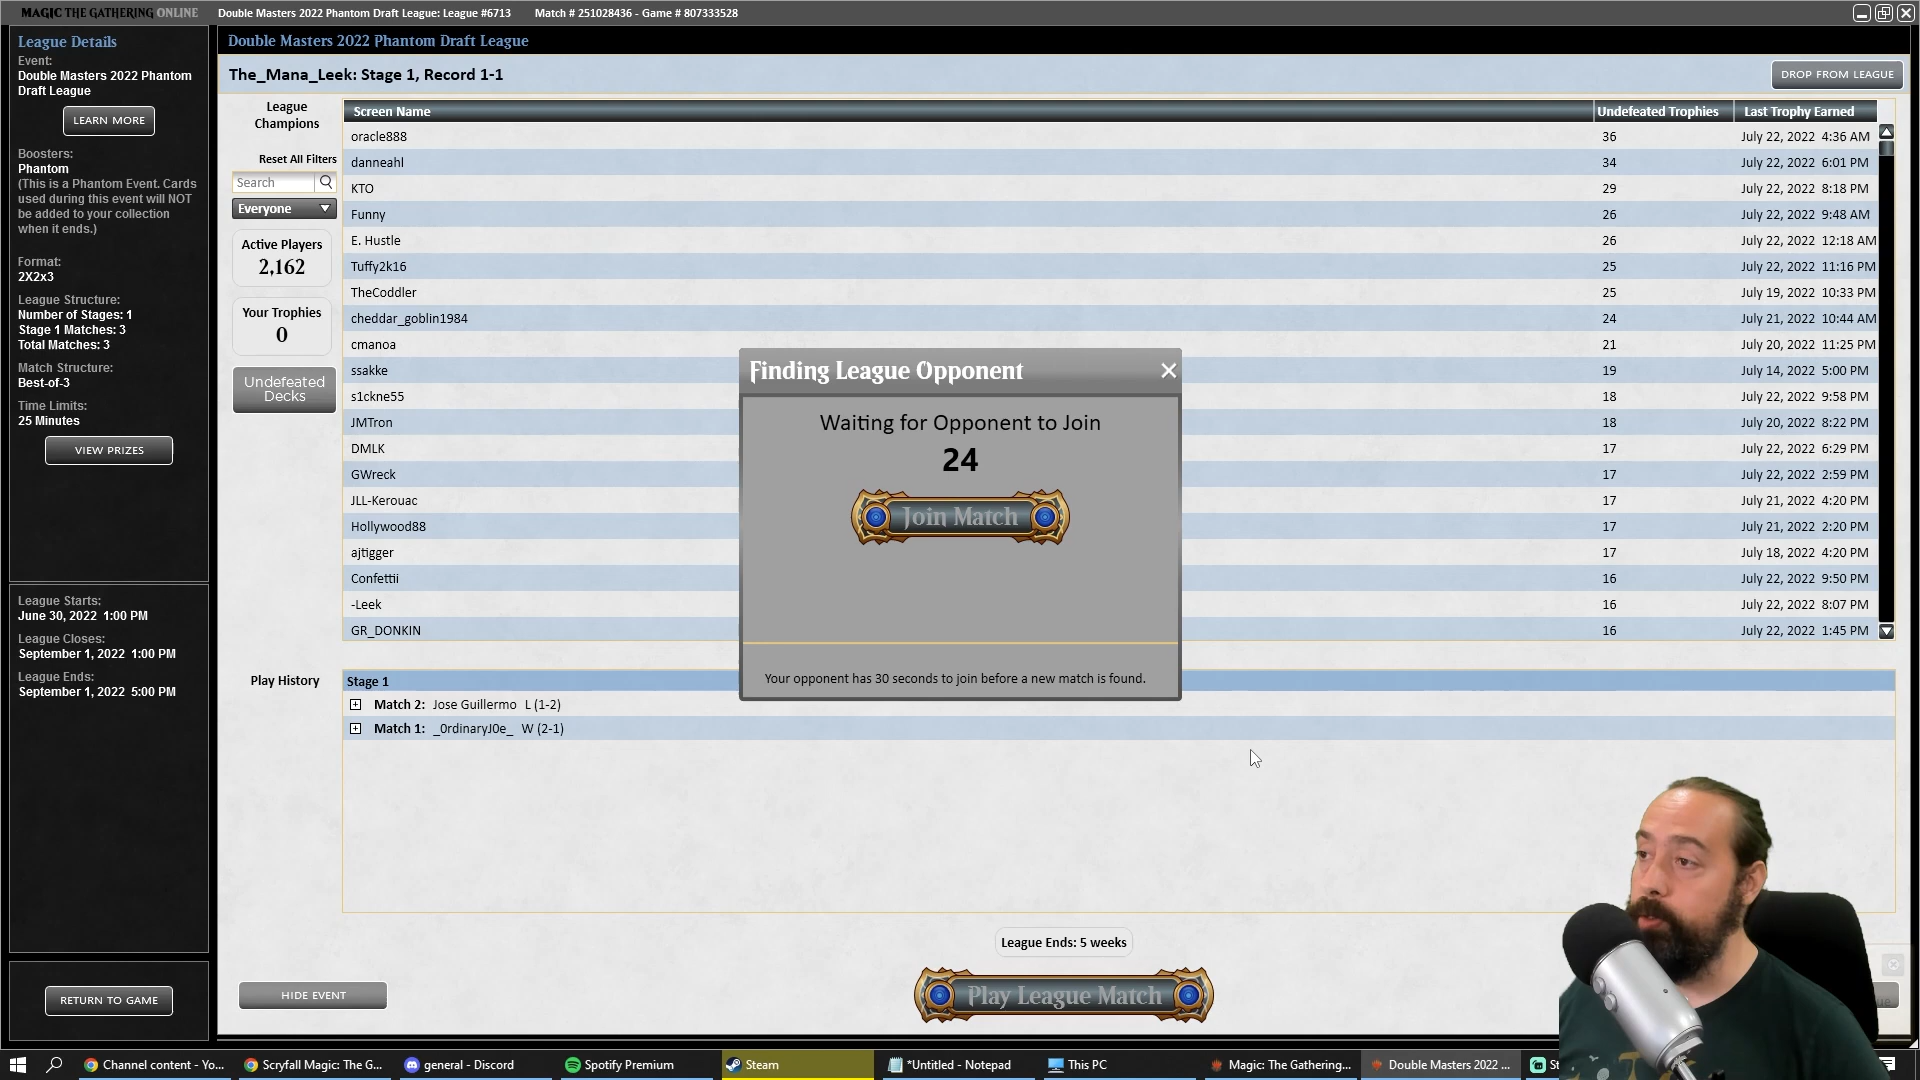 MAGIC THE GATHERING ONLINE
Double Masters 2022 Phantom Draft League: League #6713
Match # 251028436 - Game # 807333528
League Details
Event:
Double Masters 2022 Phantom
Draft League
LEARN MORE
Boosters:
Phantom
(This is a Phantom Event. Cards
used during this event will NOT
be added to your collection
when it ends.)
Format:
2X2x3
League Structure:
Number of Stages: 1
Stage 1 Matches: 3
Total Matches: 3
Match Structure:
Best-of-3
Time Limits:
25 Minutes
VIEW PRIZES
League Starts:
June 30, 2022 1:00 PM
League Closes:
September 1, 2022 1:00 PM
League Ends:
September 1, 2022 5:00 PM
RETURN TO GAME
Double Masters 2022 Phantom Draft League
The_Mana_Leek: Stage 1, Record 1-1
DROP FROM LEAGUE
League
Champions
Reset All Filters
Search
Everyone
Active Players
2,162
Your Trophies
0
Undefeated
Decks
Screen Name Undefeated Trophies Last Trophy Earned
oracle888 36 July 22, 2022 4:36 AM
danneahl 34 July 22, 2022 6:01 PM
KTO 29 July 22, 2022 8:18 PM
Funny 26 July 22, 2022 9:48 AM
E. Hustle 26 July 22, 2022 12:18 AM
Tuffy2k16 25 July 22, 2022 11:16 PM
TheCoddler 25 July 19, 2022 10:33 PM
cheddar_goblin1984 24 July 21, 2022 10:44 AM
cmanoa 21 July 20, 2022 11:25 PM
ssakke 19 July 14, 2022 5:00 PM
s1ckne55 18 July 22, 2022 9:58 PM
JMTron 18 July 20, 2022 8:22 PM
DMLK 17 July 22, 2022 6:29 PM
GWreck 17 July 22, 2022 2:59 PM
JLL-Kerouac 17 July 21, 2022 4:20 PM
Hollywood88 17 July 21, 2022 2:20 PM
ajtigger 17 July 18, 2022 4:20 PM
Confettii 16 July 22, 2022 9:50 PM
-Leek 16 July 22, 2022 8:07 PM
GR_DONKIN 16 July 22, 2022 1:45 PM
Finding League Opponent
Waiting for Opponent to Join
24
Join Match
Your opponent has 30 seconds to join before a new match is found.
Play History
Stage 1
Match 2: Jose Guillermo L (1-2)
Match 1: _0rdinaryJ0e_ W (2-1)
League Ends: 5 weeks
HIDE EVENT
Play League Match
Channel content - Yo...
Scryfall Magic: The G...
general - Discord
Spotify Premium
Steam
*Untitled - Notepad
This PC
Magic: The Gathering...
Double Masters 2022 ...